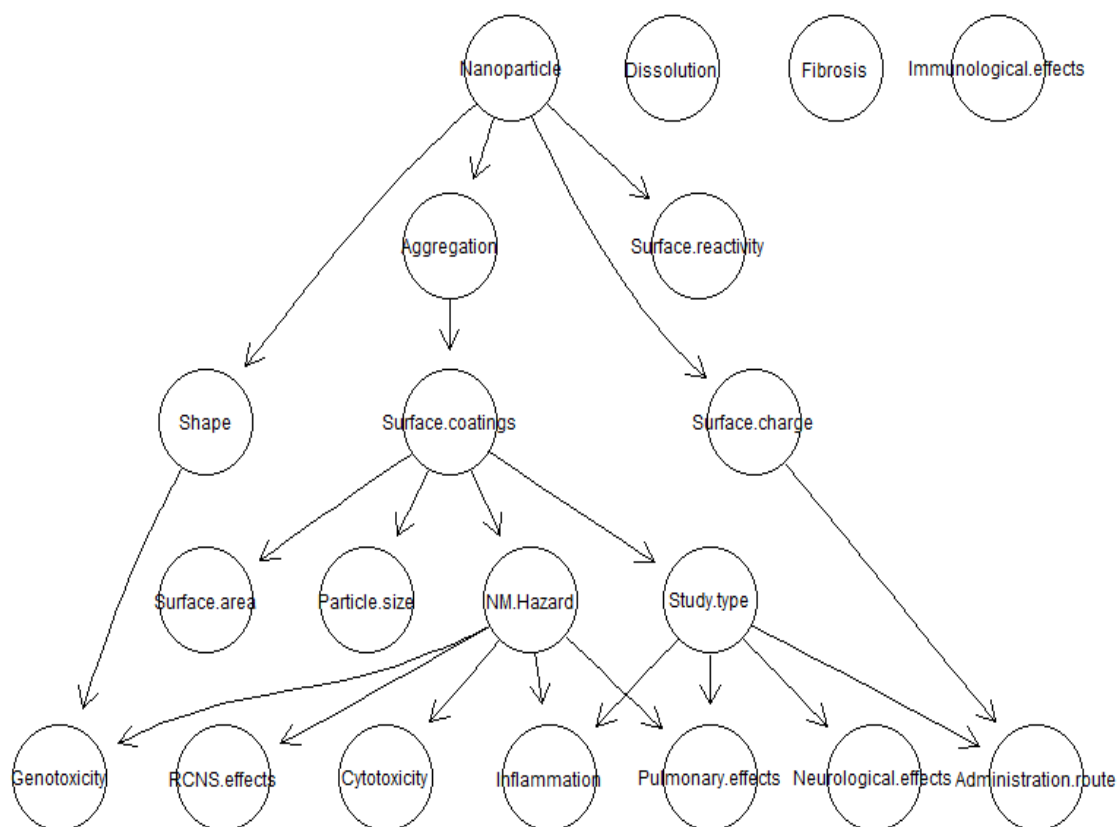 Nanoparticle
Dissolution
Fibrosis
Immunological.effects
Aggregation
Surface.reactivity
Shape
Surface.coatings
Surface.charge
Surface.area
Particle.size
NM.Hazard
Study.type
Genotoxicity
RCNS.effects
Cytotoxicity
Inflammation
Pulmonary.effects
Neurological.effects
Administration.route